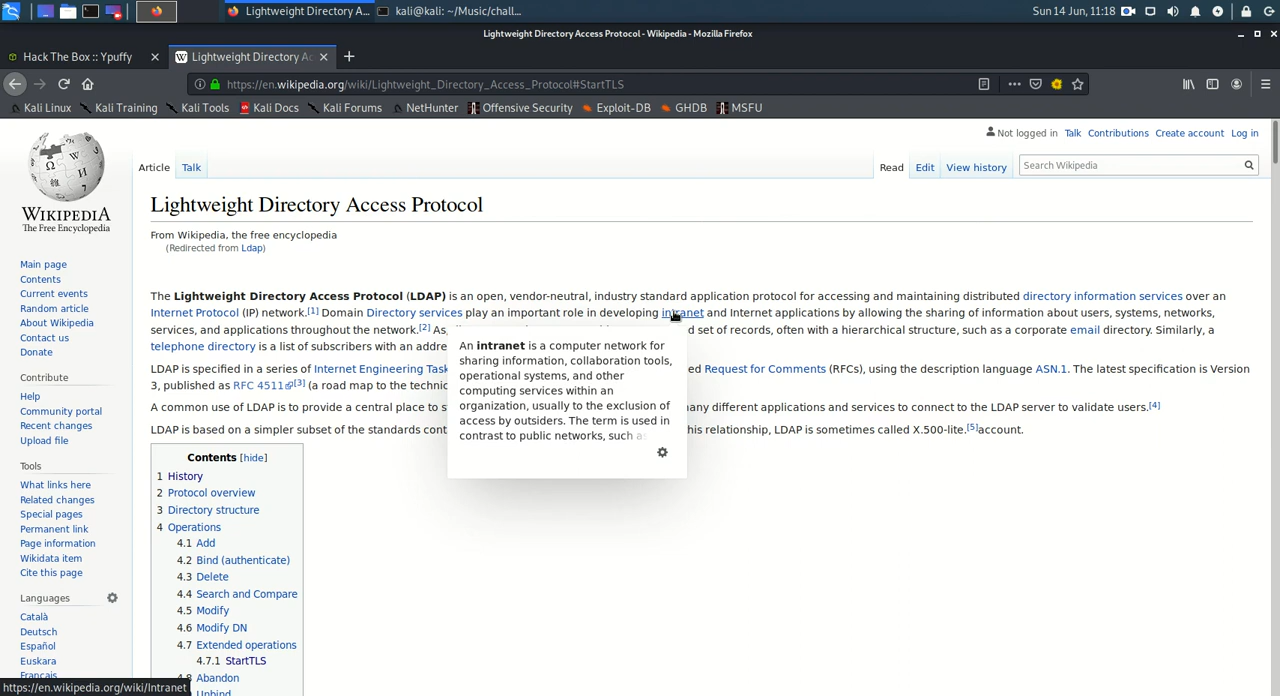 Lightweight Directory A...
kali@kali: ~/Music/chall...
Sun 14 Jun, 11:18
Lightweight Directory Access Protocol - Wikipedia - Mozilla Firefox
Hack The Box :: Ypuffy
Lightweight Directory Ac
https://en.wikipedia.org/wiki/Lightweight_Directory_Access_Protocol#StartTLS
Kali Linux Kali Training Kali Tools Kali Docs Kali Forums NetHunter Offensive Security Exploit-DB GHDB MSFU
Not logged in Talk Contributions Create account Log in
Article Talk Read Edit View history Search Wikipedia
WIKIPEDIA
The Free Encyclopedia
Main page
Contents
Current events
Random article
About Wikipedia
Contact us
Donate
Contribute
Help
Community portal
Recent changes
Upload file
Tools
What links here
Related changes
Special pages
Permanent link
Page information
Wikidata item
Cite this page
Languages
Català
Deutsch
Español
Euskara
Français
Lightweight Directory Access Protocol
From Wikipedia, the free encyclopedia
(Redirected from Ldap)
The Lightweight Directory Access Protocol (LDAP) is an open, vendor-neutral, industry standard application protocol for accessing and maintaining distributed directory information services over an
Internet Protocol (IP) network.[1] Domain Directory services play an important role in developing intranet and Internet applications by allowing the sharing of information about users, systems, networks,
services, and applications throughout the network.[2] As d set of records, often with a hierarchical structure, such as a corporate email directory. Similarly, a
telephone directory is a list of subscribers with an addre
LDAP is specified in a series of Internet Engineering Task ed Request for Comments (RFCs), using the description language ASN.1. The latest specification is Version
3, published as RFC 4511[3] (a road map to the technic
A common use of LDAP is to provide a central place to s many different applications and services to connect to the LDAP server to validate users.[4]
LDAP is based on a simpler subset of the standards cont his relationship, LDAP is sometimes called X.500-lite.[5]account.
An intranet is a computer network for
sharing information, collaboration tools,
operational systems, and other
computing services within an
organization, usually to the exclusion of
access by outsiders. The term is used in
contrast to public networks, such as
Contents [hide]
1 History
2 Protocol overview
3 Directory structure
4 Operations
4.1 Add
4.2 Bind (authenticate)
4.3 Delete
4.4 Search and Compare
4.5 Modify
4.6 Modify DN
4.7 Extended operations
4.7.1 StartTLS
4.8 Abandon
Unbind
https://en.wikipedia.org/wiki/Intranet